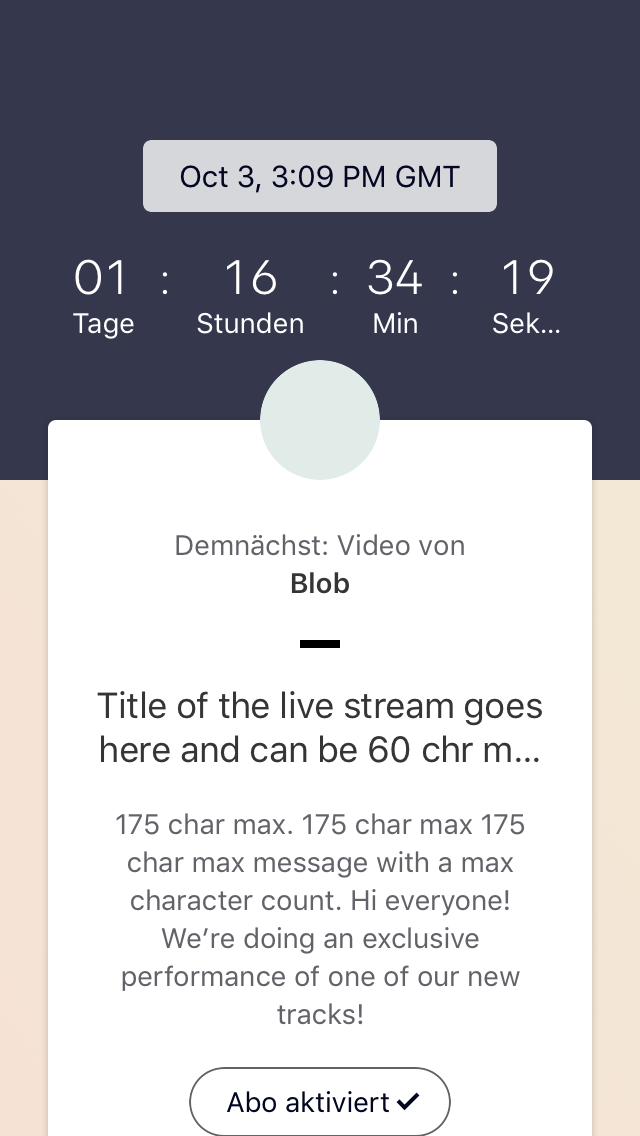 Oct 3, 3:09 PM GMT
01 : 16 : 34 : 19
Tage Stunden Min Sek...
Demnächst: Video von
Blob
Title of the live stream goes
here and can be 60 chr m...
175 char max. 175 char max 175
char max message with a max
character count. Hi everyone!
We’re doing an exclusive
performance of one of our new
tracks!
Abo aktiviert ✓